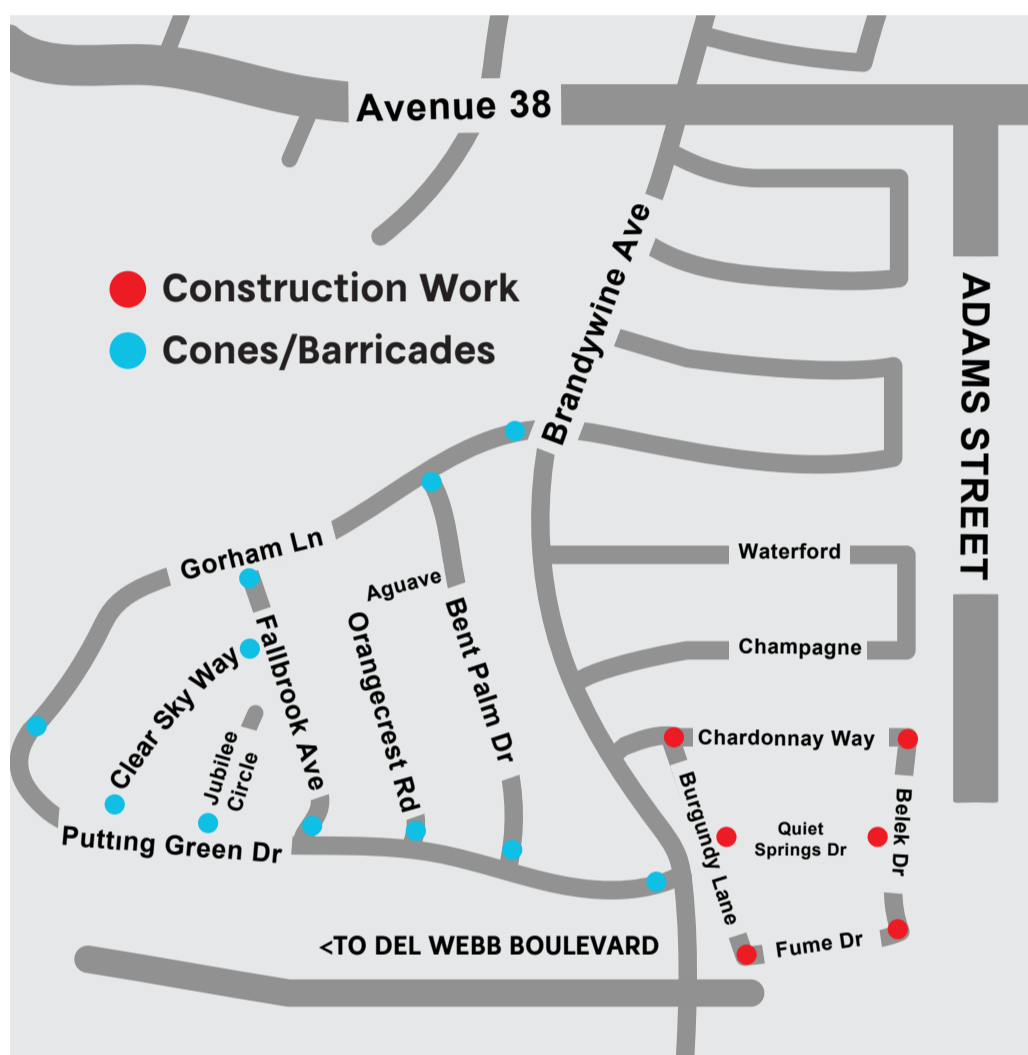 Avenue 38
Construction Work
Cones/Barricades
Brandywine Ave
ADAMS STREET
Gorham Ln
Waterford
Aguave
Fallbrook Ave
Orangecrest Rd
Bent Palm Dr
Champagne
Clear Sky Way
Jubilee
Circle
Chardonnay Way
Burgundy Lane
Quiet
Springs Dr
Belek Dr
Putting Green Dr
<TO DEL WEBB BOULEVARD
Fume Dr